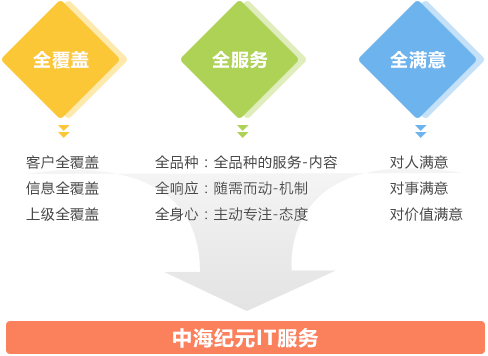 全覆盖
全服务
全满意
客户全覆盖
信息全覆盖
上级全覆盖
全品种：全品种的服务-内容
全响应：随需而动-机制
全身心：主动专注-态度
对人满意
对事满意
对价值满意
中海纪元IT服务